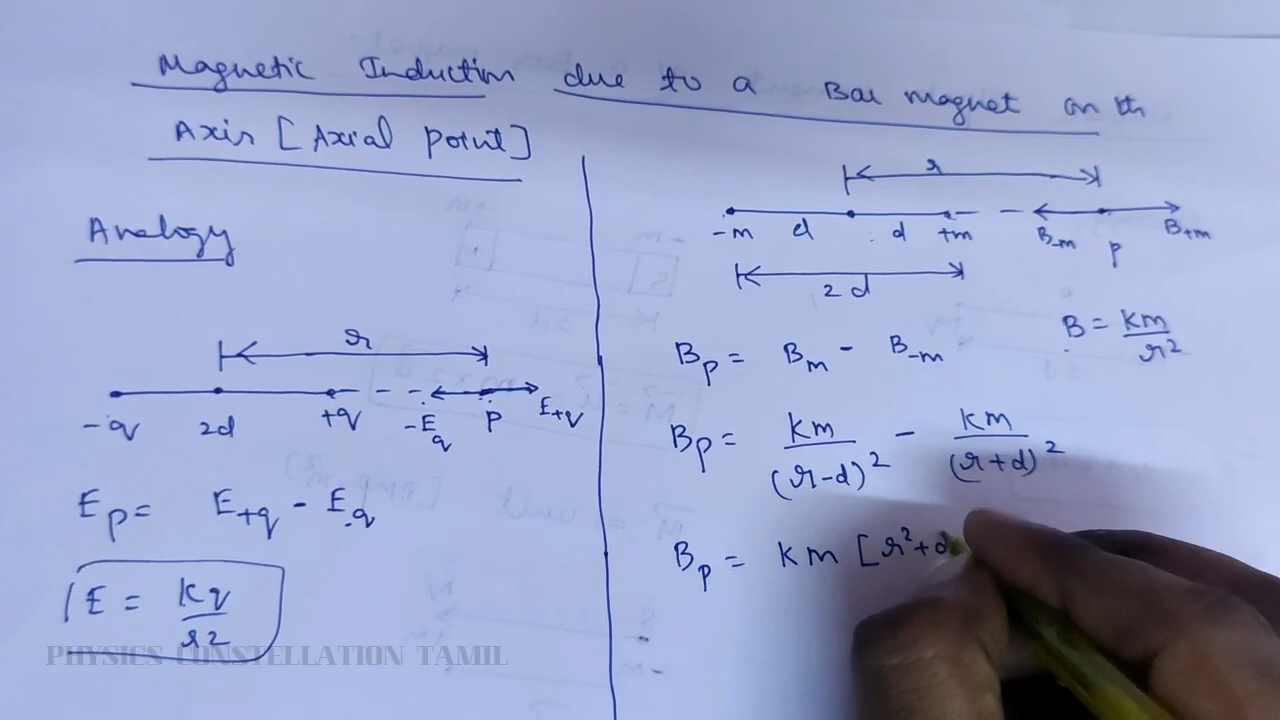 Magnetic Induction due to a Bar magnet on th
Axis [Axial point]
Analogy
r
-q 2d +q -Eq P E+q
Ep = E+q - E-q
E = kq/r2
r
-m d d +m B-m P B+m
2d
B = Km/r²
Bp = Bm - B-m
Bp = Km/(r-d)² - Km/(r+d)²
Bp = Km [r²+d
PHYSICS CONSTELLATION TAMIL